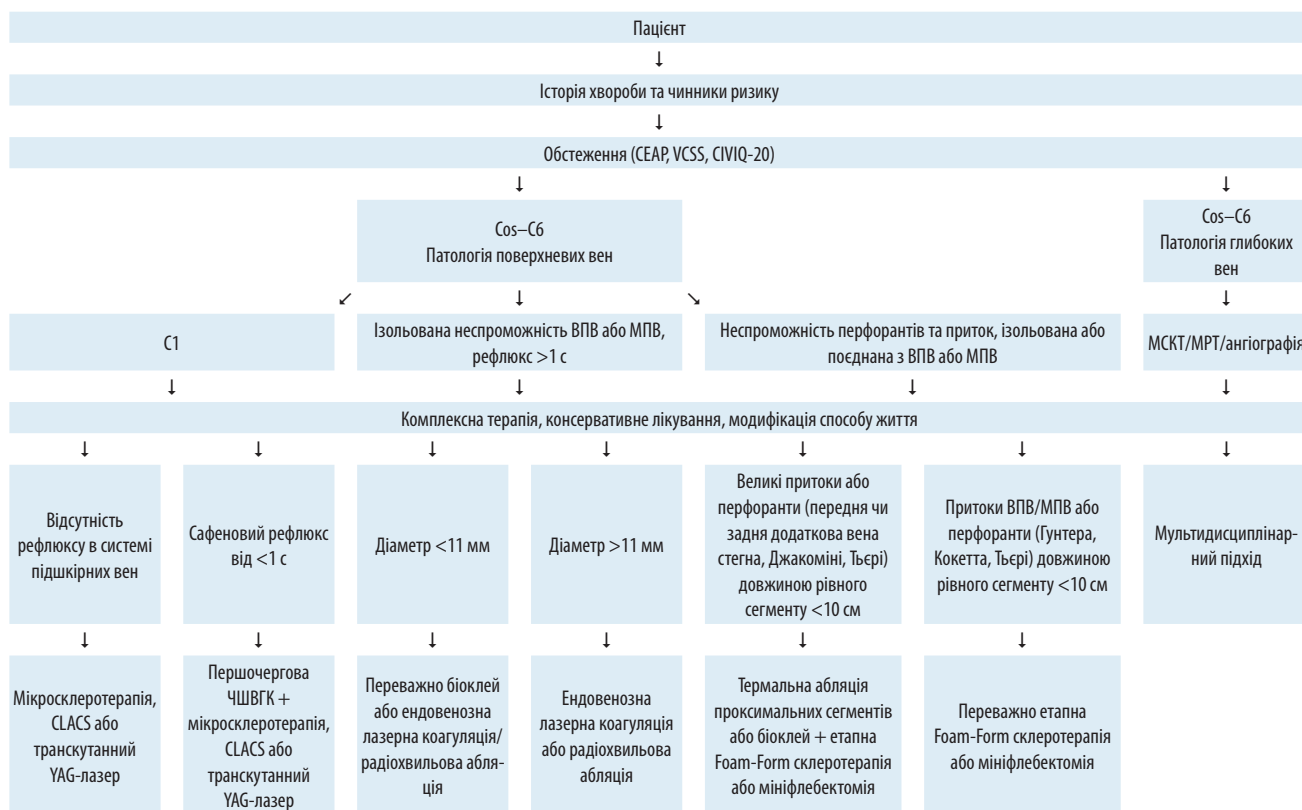 Пацієнт
Історія хвороби та чинники ризику
Обстеження (CEAP, VCSS, CIVIQ-20)
Cos–C6
Патологія поверхневих вен
Cos–C6
Патологія глибоких
вен
C1
Ізольована неспроможність ВПВ або МПВ,
рефлюкс >1 с
Неспроможність перфорантів та приток, ізольована або
поєднана з ВПВ або МПВ
МСКТ/МРТ/ангіографія
Комплексна терапія, консервативне лікування, модифікація способу життя
Відсутність
рефлюксу в системі
підшкірних вен
Сафеновий рефлюкс
від <1 с
Діаметр <11 мм
Діаметр >11 мм
Великі притоки або
перфоранти (передня чи
задня додаткова вена
стегна, Джакоміні, Тьєрі)
довжиною рівного
сегменту <10 см
Притоки ВПВ/МПВ або
перфоранти (Гунтера,
Кокетта, Тьєрі) довжиною
рівного сегменту <10 см
Мультидисциплінар-
ний підхід
Мікросклеротерапія,
CLACS або
транскутанний
YAG-лазер
Першочергова
ЧШВГК +
мікросклеротерапія,
CLACS або
транскутанний
YAG-лазер
Переважно біоклей
або ендовенозна
лазерна коагуляція/
радіохвильова абля-
ція
Ендовенозна
лазерна коагуляція
або радіохвильова
абляція
Термальна абляція
проксимальних сегментів
або біоклей + етапна
Foam-Form склеротерапія
або мініфлебектомія
Переважно етапна
Foam-Form склеротерапія
або мініфлебектомія